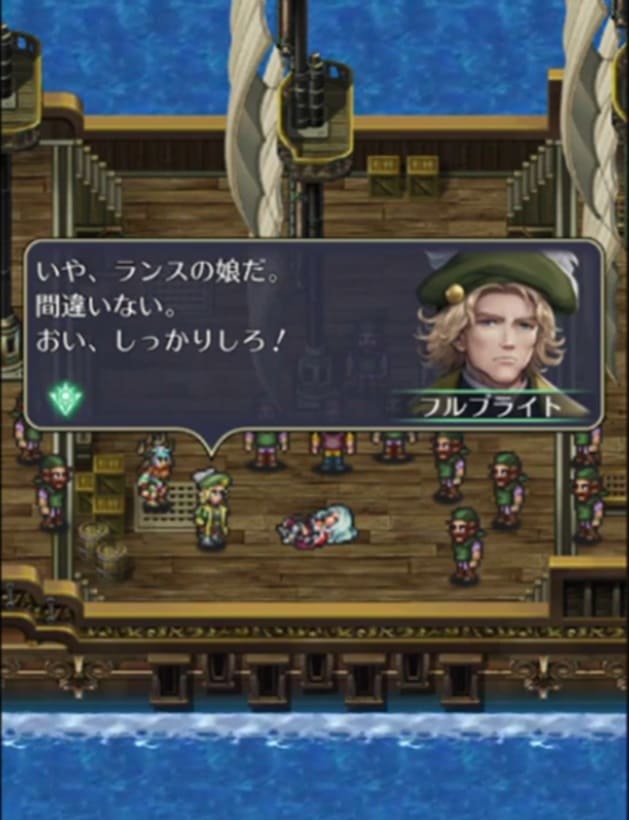 いや、ランスの娘だ。
間違いない。
おい、しっかりしろ！
フルブライト